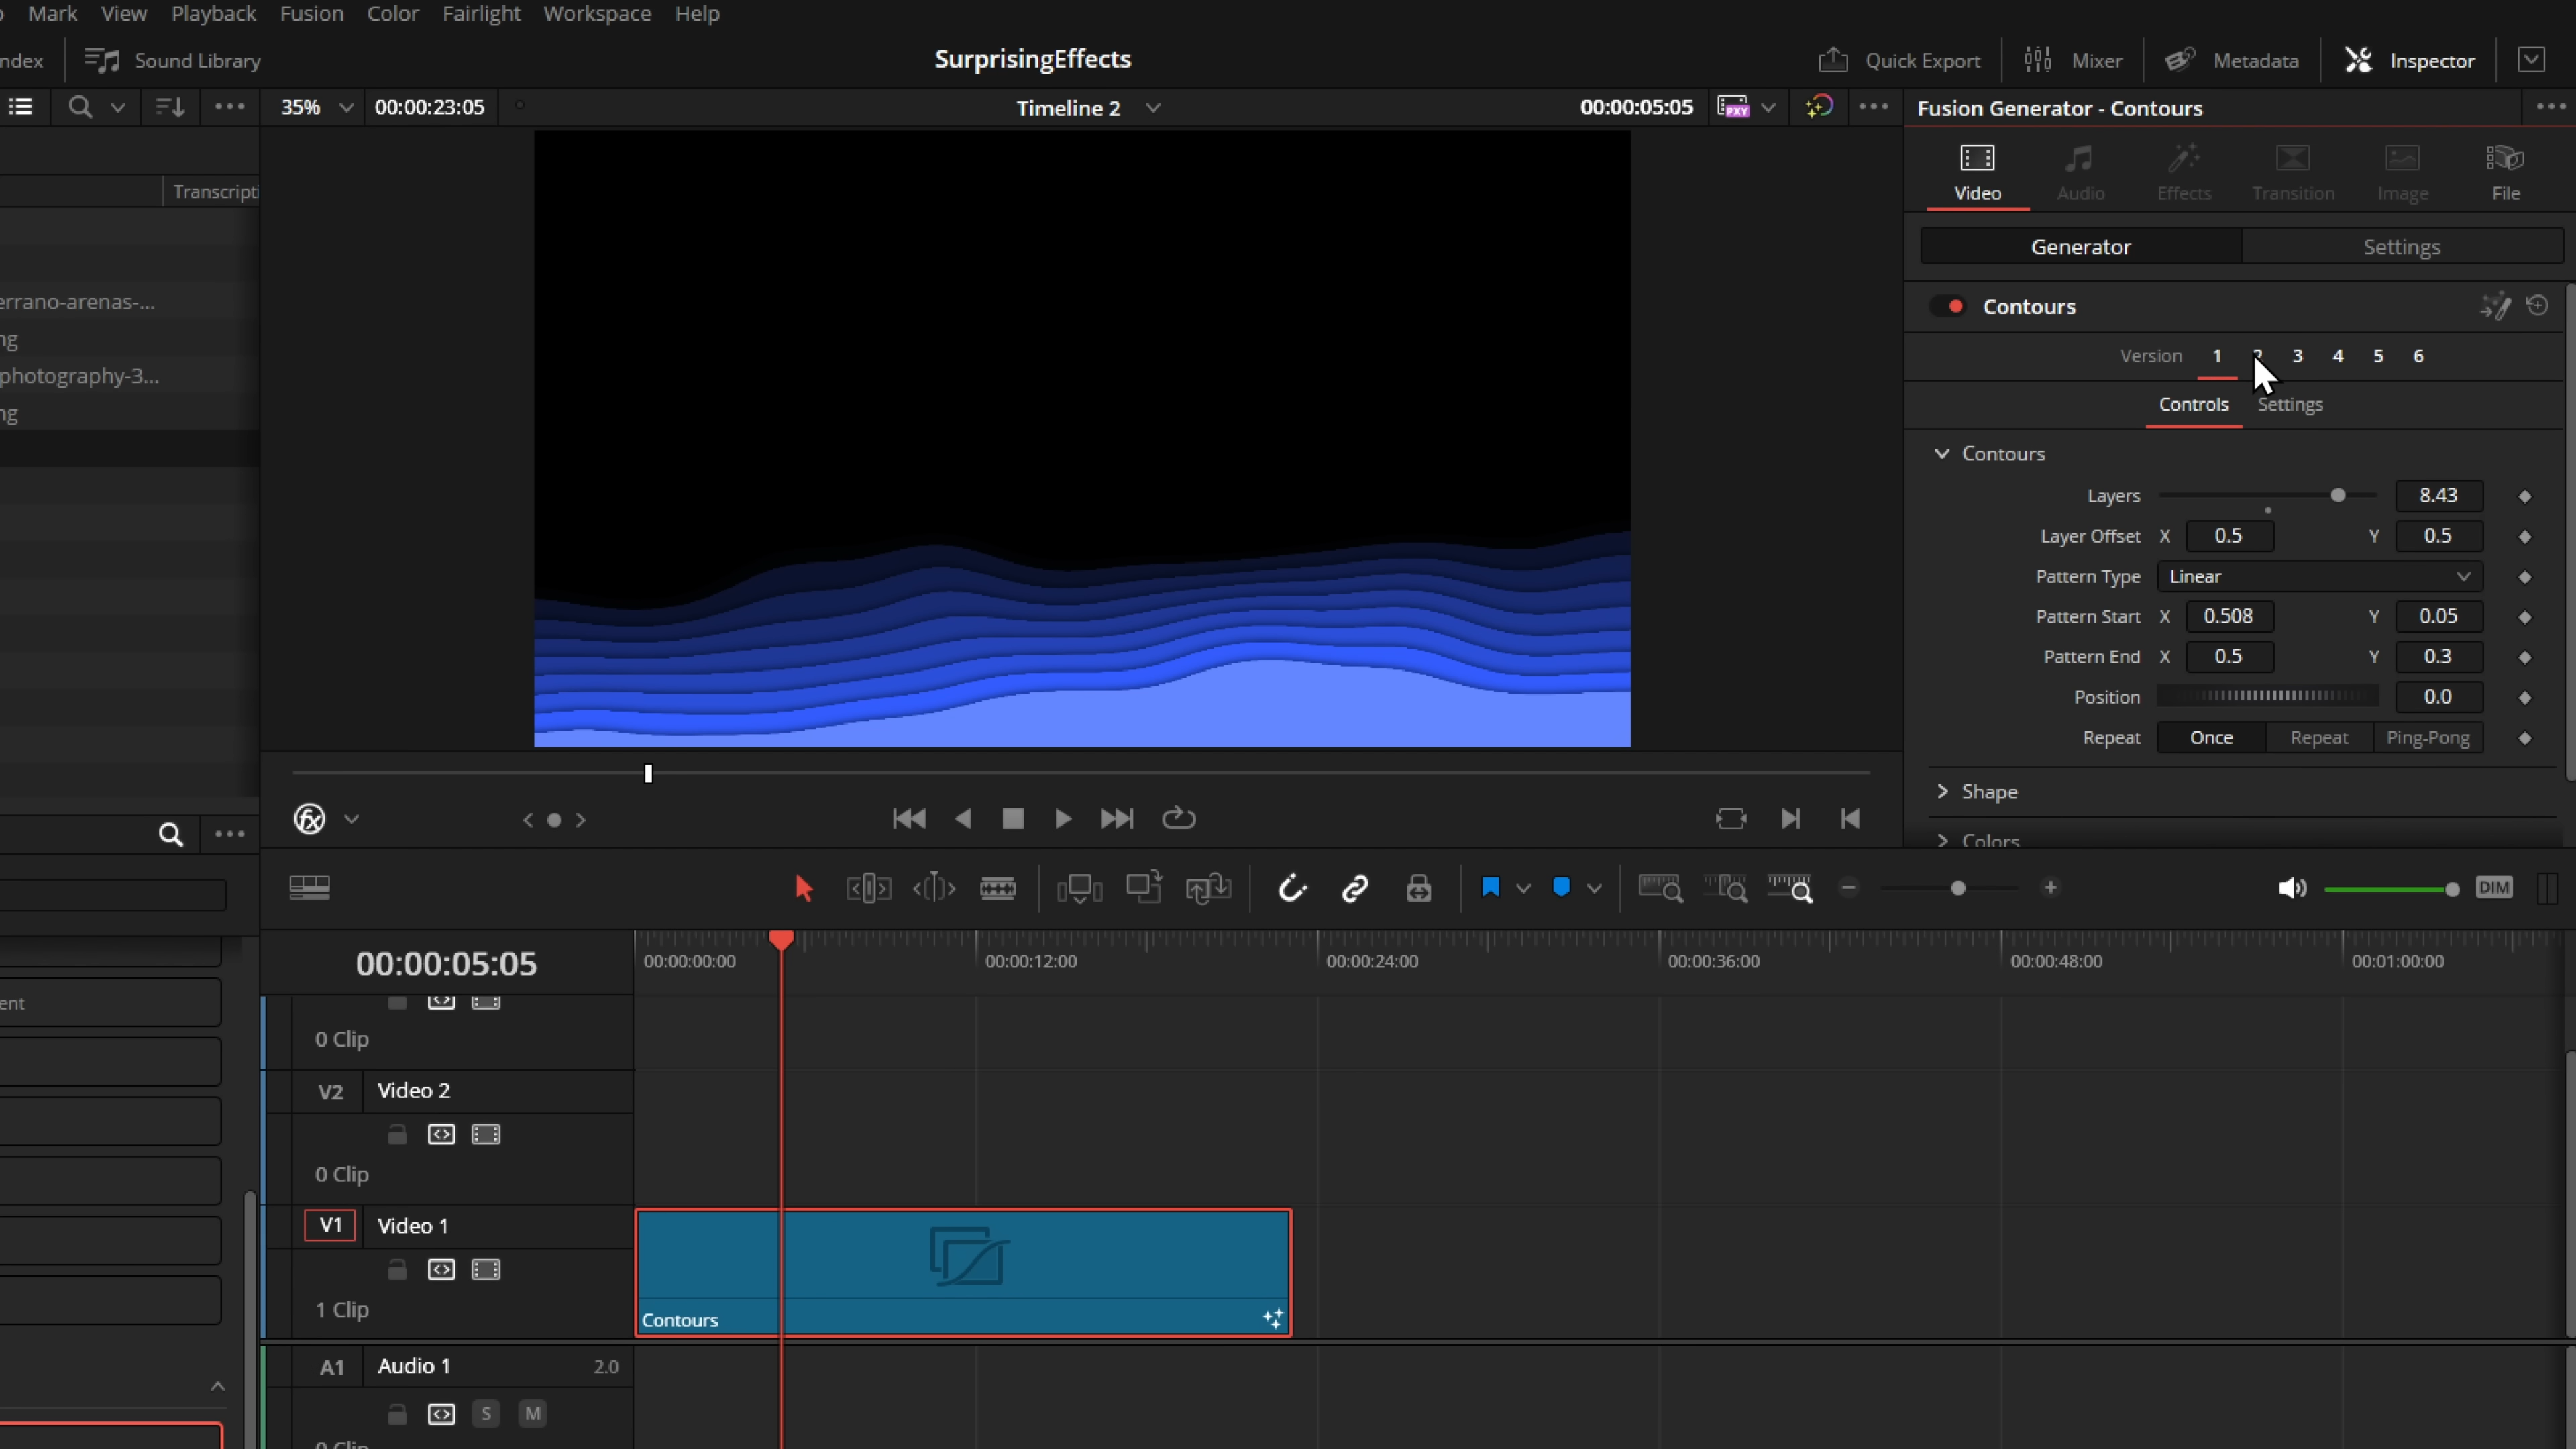 Mark View Playback Fusion Color Fairlight Workspace Help
ndex Sound Library SurprisingEffects Quick Export Mixer Metadata Inspector
35% 00:00:23:05 Timeline 2 00:00:05:05 PXY Fusion Generator - Contours
Video Audio Effects Transition Image File
Transcripti
Generator Settings
errano-arenas-...
Contours
ng
Version 1 2 3 4 5 6
photography-3...
Controls Settings
ng
Contours
Layers 8.43
Layer Offset X 0.5 Y 0.5
Pattern Type Linear
Pattern Start X 0.508 Y 0.05
Pattern End X 0.5 Y 0.3
Position 0.0
Repeat Once Repeat Ping-Pong
Shape
Colors
fx
DIM
00:00:05:05 00:00:00:00 00:00:12:00 00:00:24:00 00:00:36:00 00:00:48:00 00:01:00:00
ent
0 Clip
V2 Video 2
0 Clip
V1 Video 1
1 Clip
Contours
A1 Audio 1 2.0
S M
0 Clip